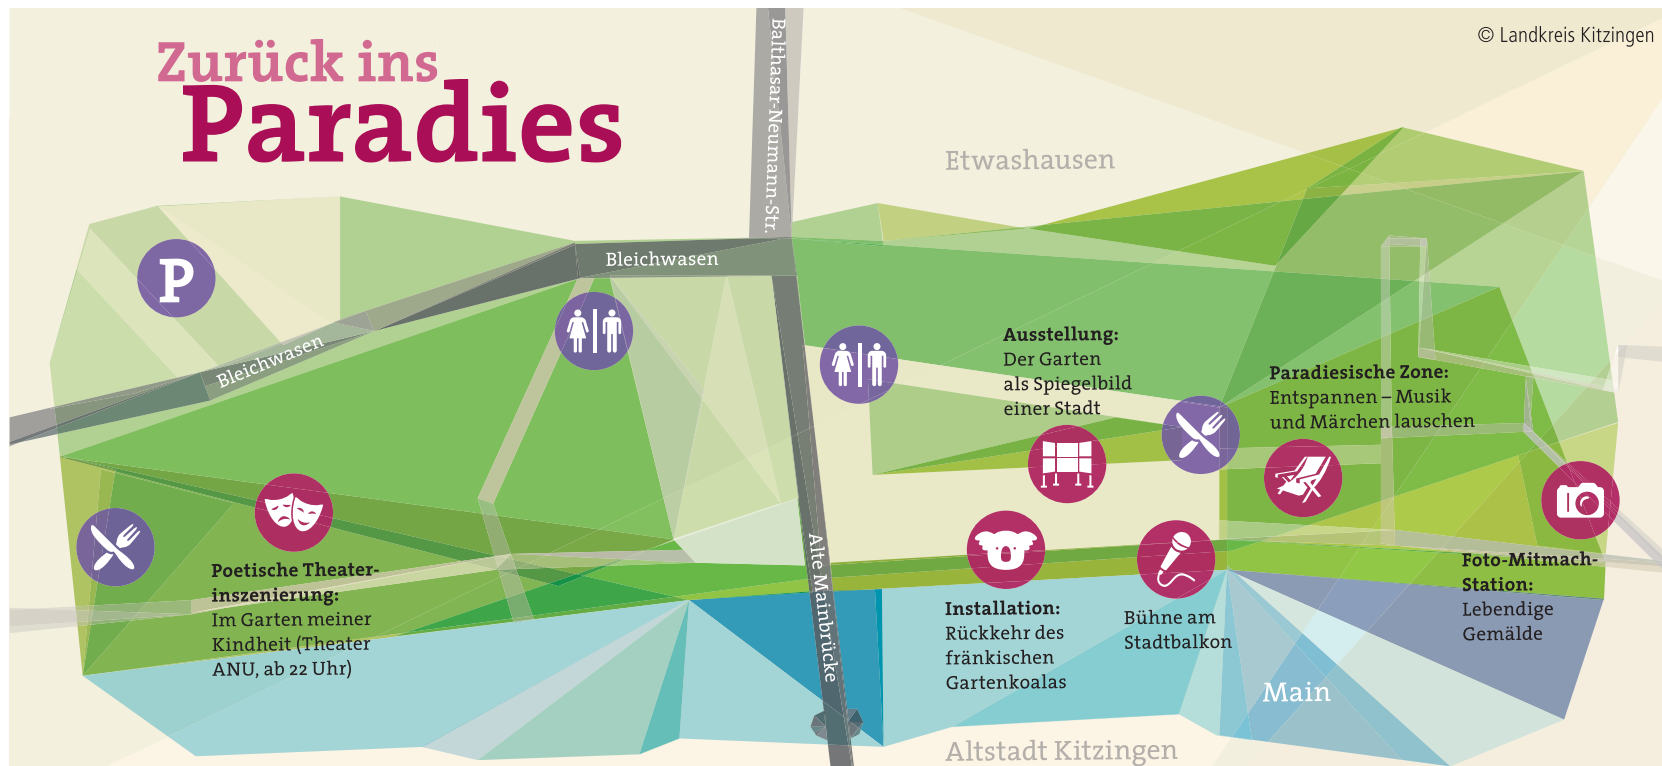 © Landkreis Kitzingen
Zurück ins
Paradies
Balthasar-Neumann-Str.
Etwashausen
P
Bleichwasen
Bleichwasen
Ausstellung:
Der Garten
als Spiegelbild
einer Stadt
Paradiesische Zone:
Entspannen – Musik
und Märchen lauschen
Poetische Theater-
inszenierung:
Im Garten meiner
Kindheit (Theater
ANU, ab 22 Uhr)
Alte Mainbrücke
Installation:
Rückkehr des
fränkischen
Gartenkoalas
Bühne am
Stadtbalkon
Foto-Mitmach-
Station:
Lebendige
Gemälde
Main
Altstadt Kitzingen